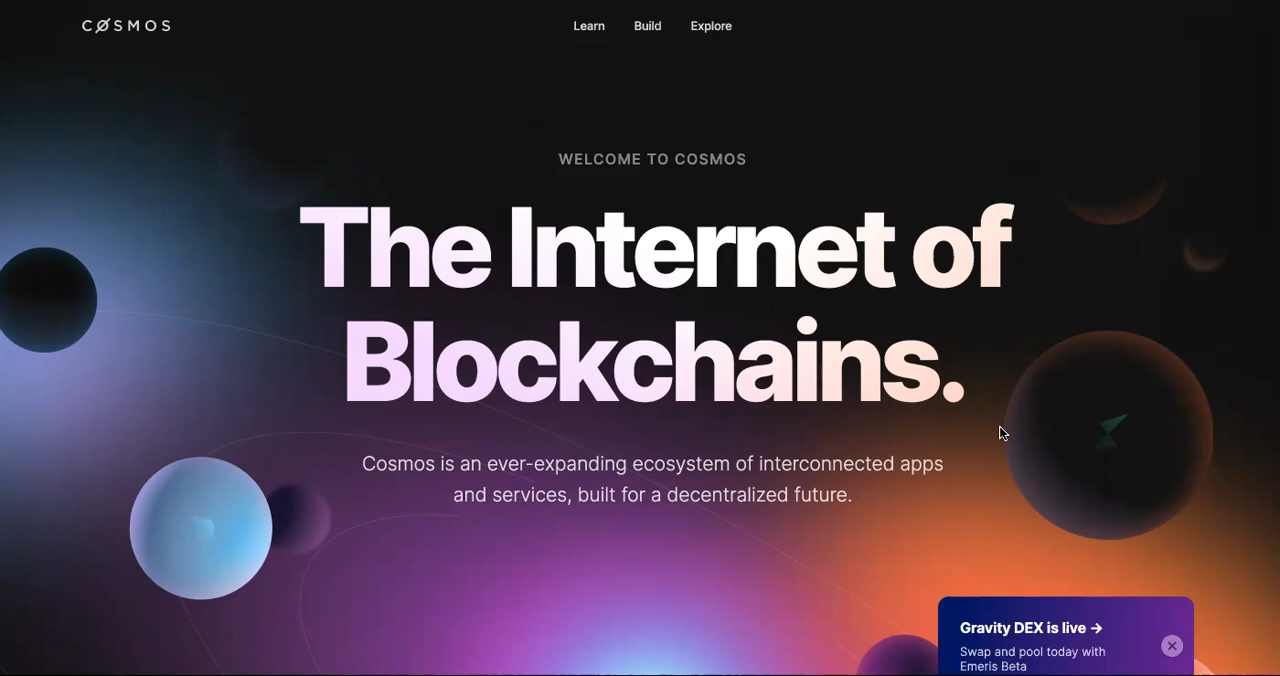 CØSMOS
Learn Build Explore
WELCOME TO COSMOS
The Internet of
Blockchains.
Cosmos is an ever-expanding ecosystem of interconnected apps
and services, built for a decentralized future.
Gravity DEX is live →
Swap and pool today with
Emeris Beta